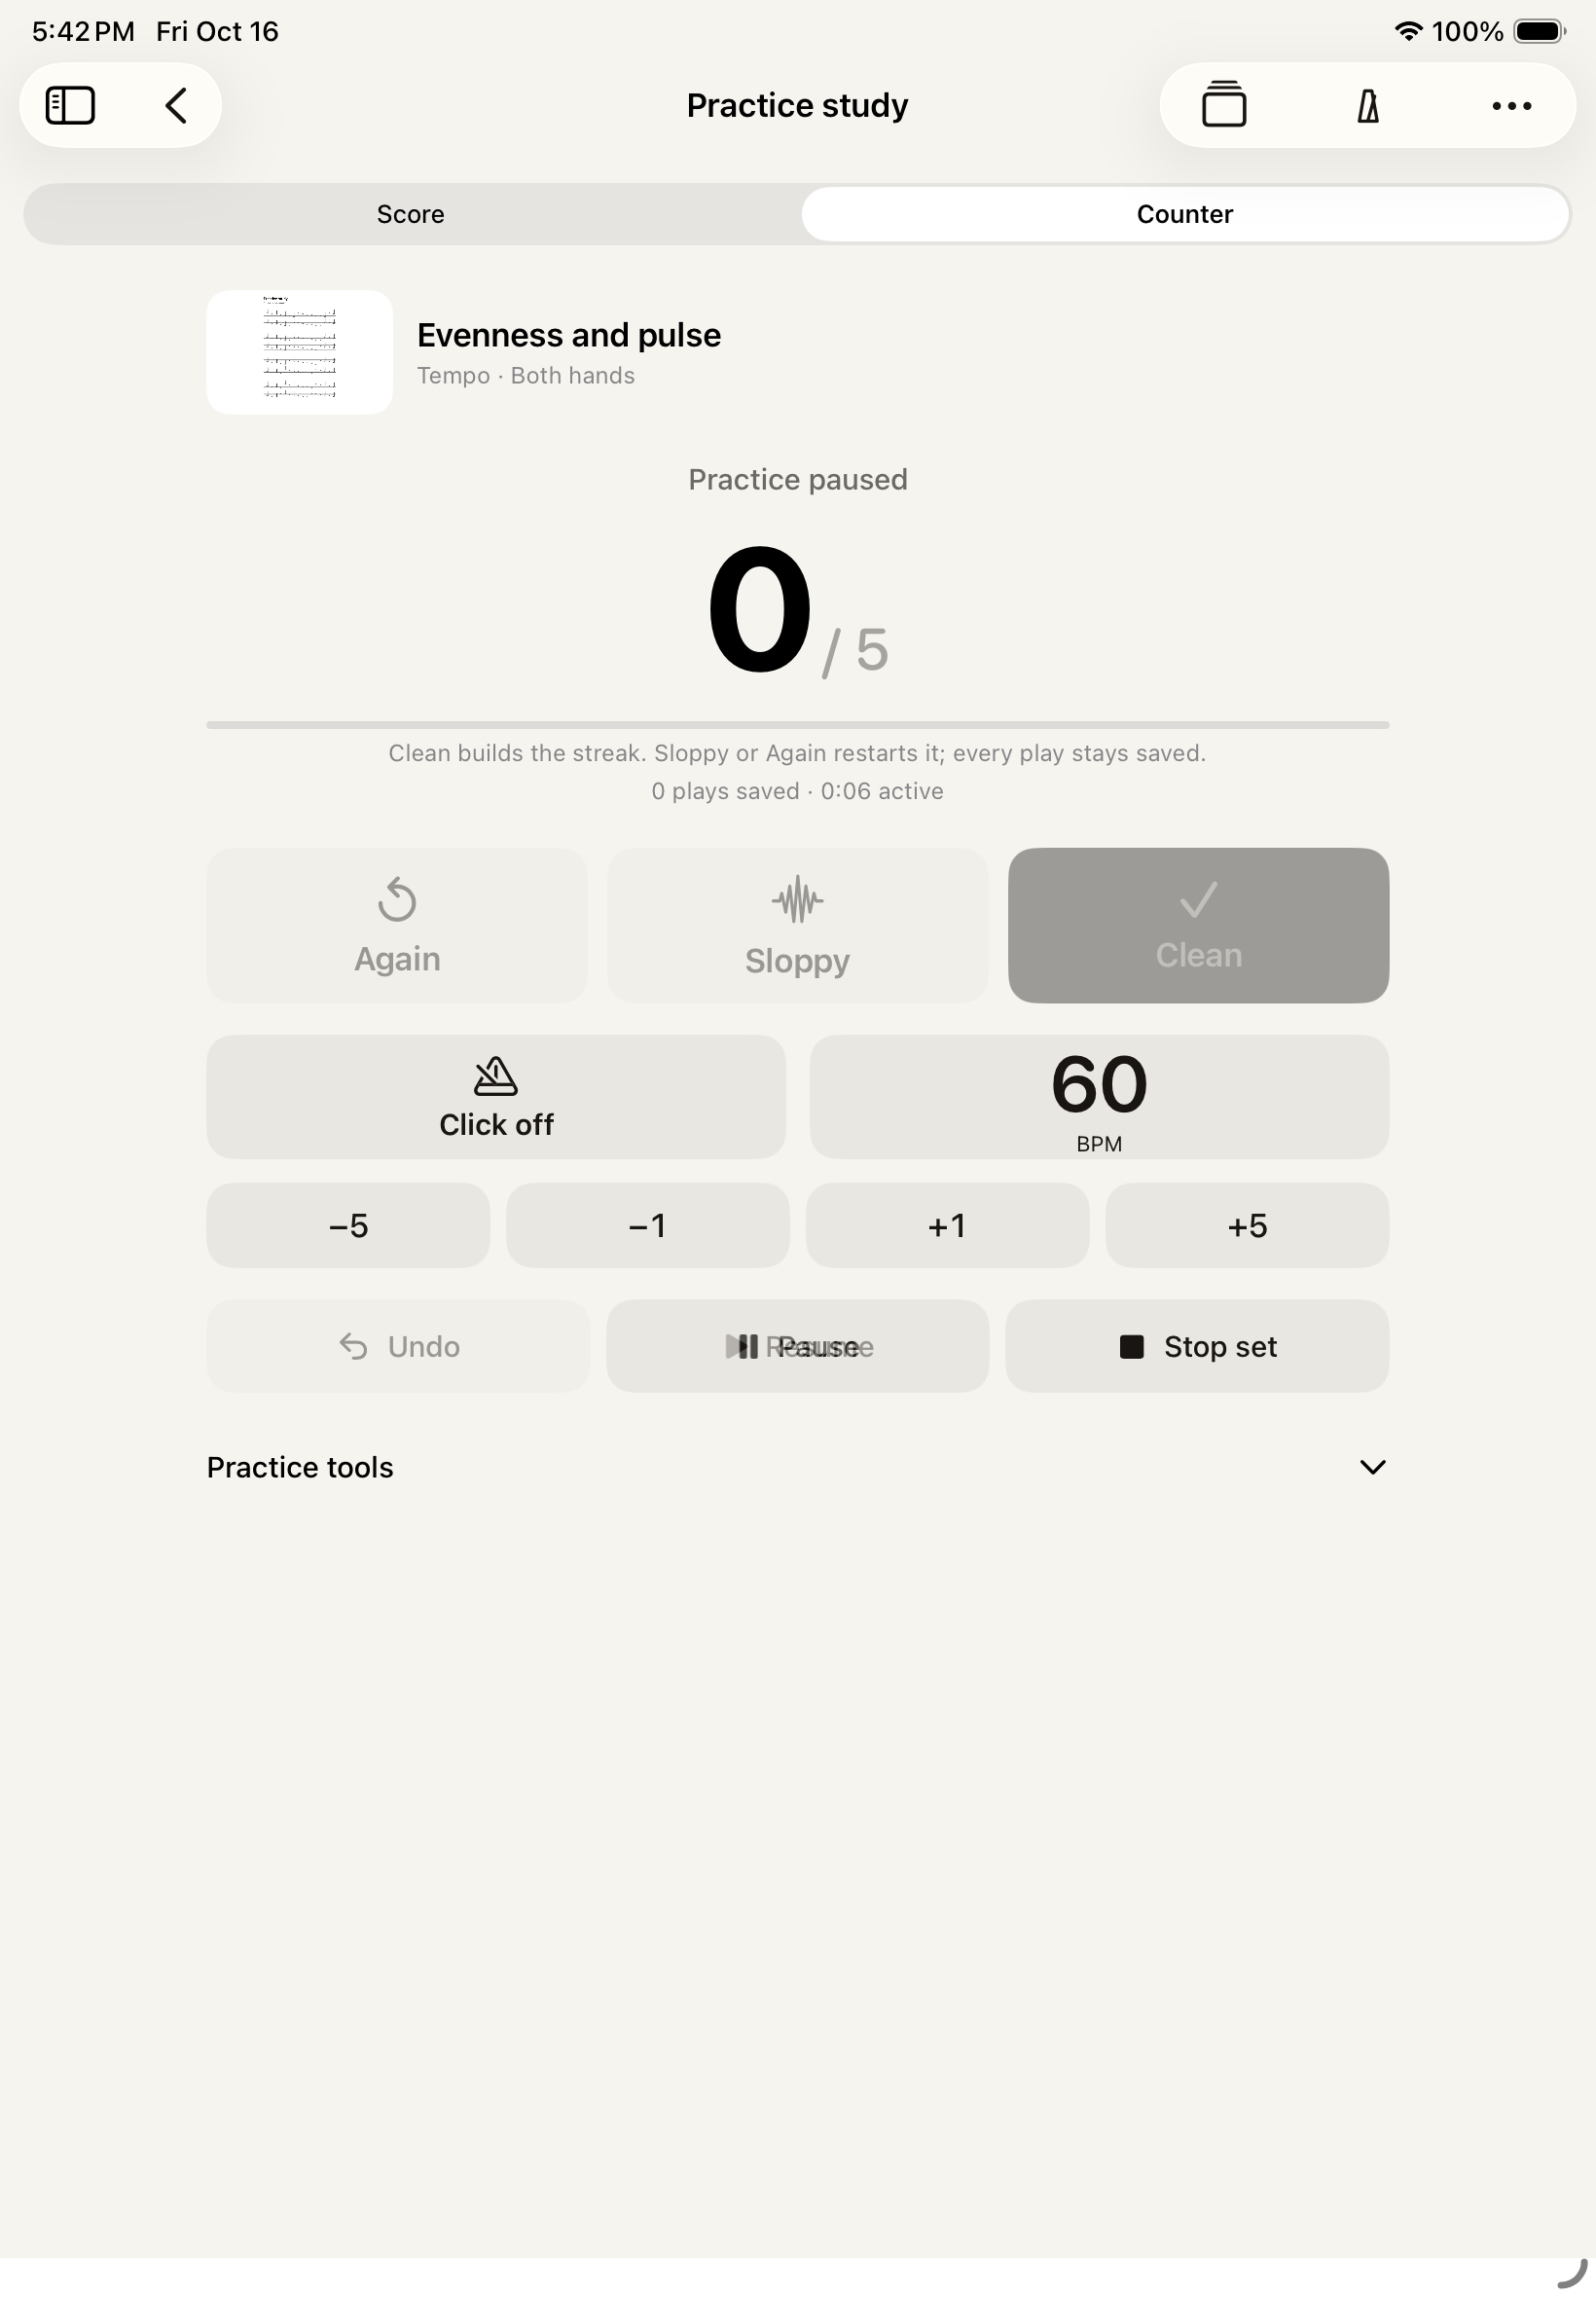 5:42 PM Fri Oct 16
100%
Practice study
Score
Counter
Evenness and pulse
Tempo · Both hands
Practice paused
0 / 5
Clean builds the streak. Sloppy or Again restarts it; every play stays saved.
0 plays saved · 0:06 active
Again
Sloppy
Clean
Click off
60
BPM
−5
−1
+1
+5
Undo
Pause
Resume
Stop set
Practice tools